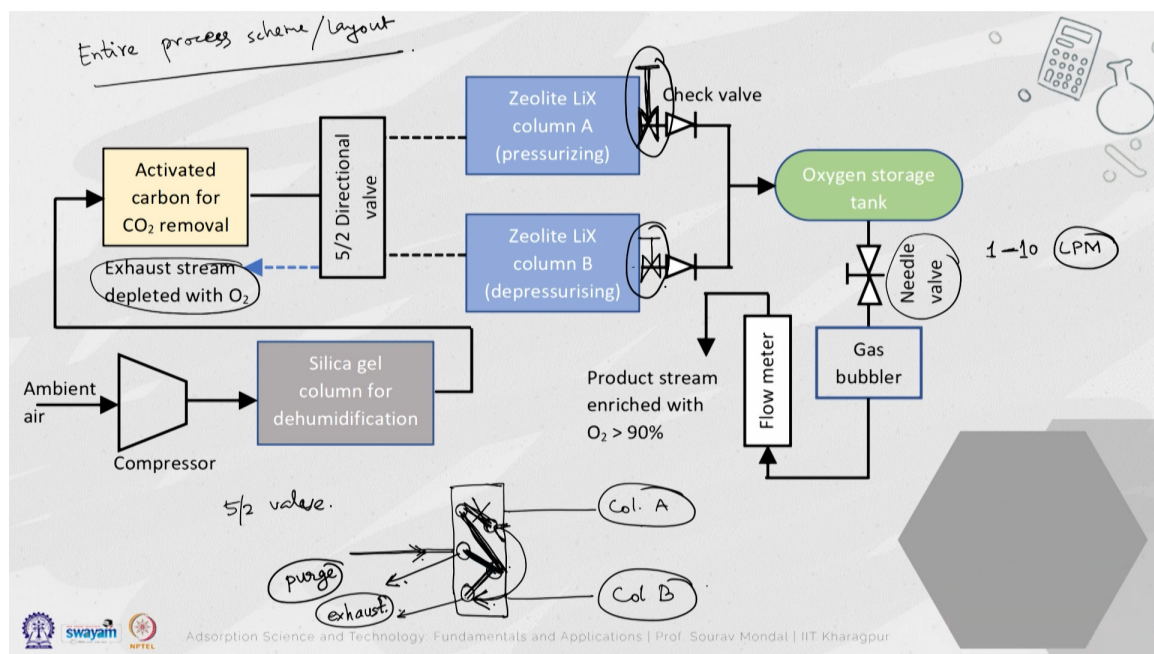 Entire process scheme/layout
Zeolite LiX
column A
(pressurizing)
Check valve
Activated
carbon for
CO₂ removal
5/2 Directional
valve
Oxygen storage
tank
Zeolite LiX
column B
(depressurising)
1-10 LPM
Exhaust stream
depleted with O₂
Needle
valve
Silica gel
column for
dehumidification
Ambient
air
Compressor
Product stream
enriched with
O₂ > 90%
Flow meter
Gas
bubbler
5/2 valve.
Col. A
purge
exhaust.
Col B
swayam
NPTEL
Adsorption Science and Technology: Fundamentals and Applications | Prof. Sourav Mondal | IIT Kharagpur